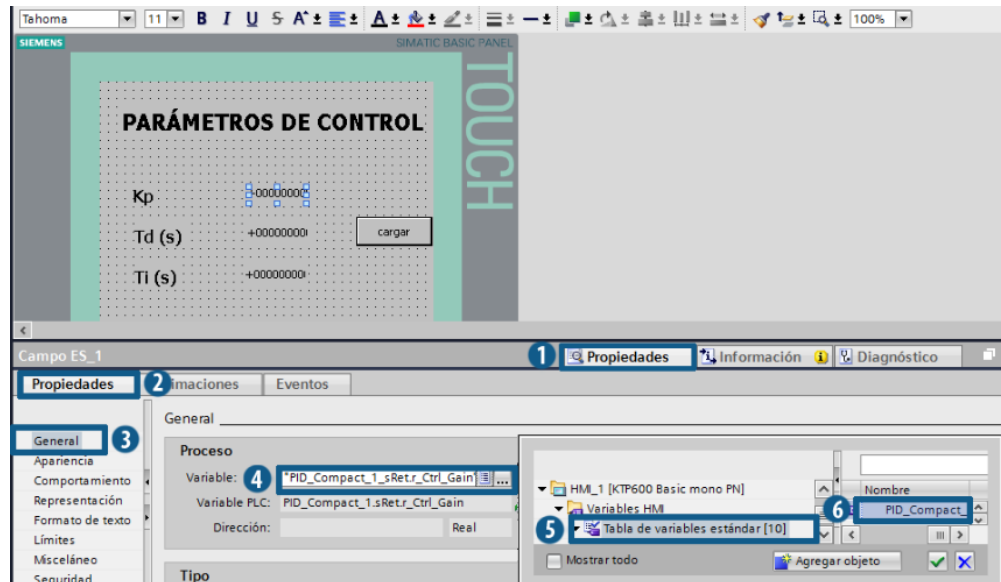 Tahoma 11 B I U S A A 100%
SIEMENS SIMATIC BASIC PANEL
TOUCH
PARÁMETROS DE CONTROL
Kp +00000000
Td (s) +00000000 cargar
Ti (s) +00000000
Campo ES_1 1 Propiedades Información Diagnóstico
Propiedades 2 imaciones Eventos
General
General 3
Proceso
Apariencia
Variable: 4 "PID_Compact_1_sRet.r_Ctrl_Gain" ...
Comportamiento
HMI_1 [KTP600 Basic mono PN] Nombre
Variable PLC: PID_Compact_1.sRet.r_Ctrl_Gain
Representación
Variables HMI 6 PID_Compact_
Formato de texto
Dirección: Real
5 Tabla de variables estándar [10]
Límites
Misceláneo
Mostrar todo Agregar objeto
Seguridad
Tipo